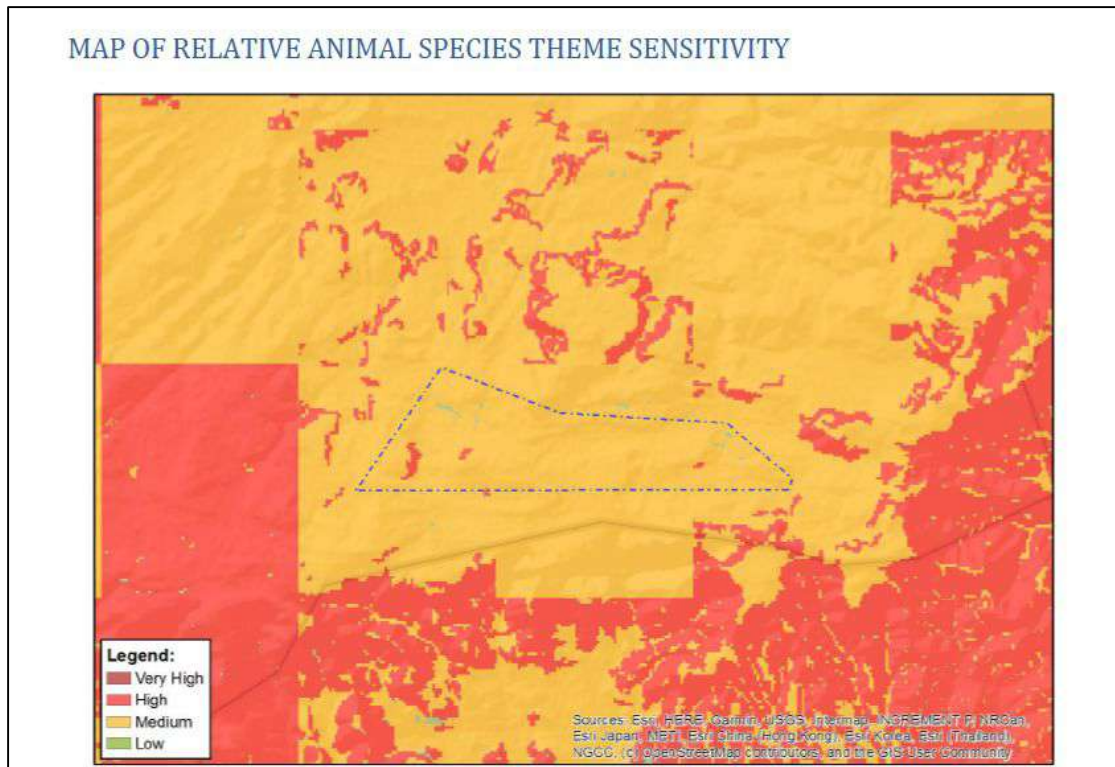 MAP OF RELATIVE ANIMAL SPECIES THEME SENSITIVITY
Legend:
Very High
High
Medium
Low
Sources: Esri, HERE, Garmin, USGS, Intermap, INCREMENT P, NRCan,
Esri Japan, METI, Esri China (Hong Kong), Esri Korea, Esri (Thailand),
NGCC, (c) OpenStreetMap contributors, and the GIS User Community